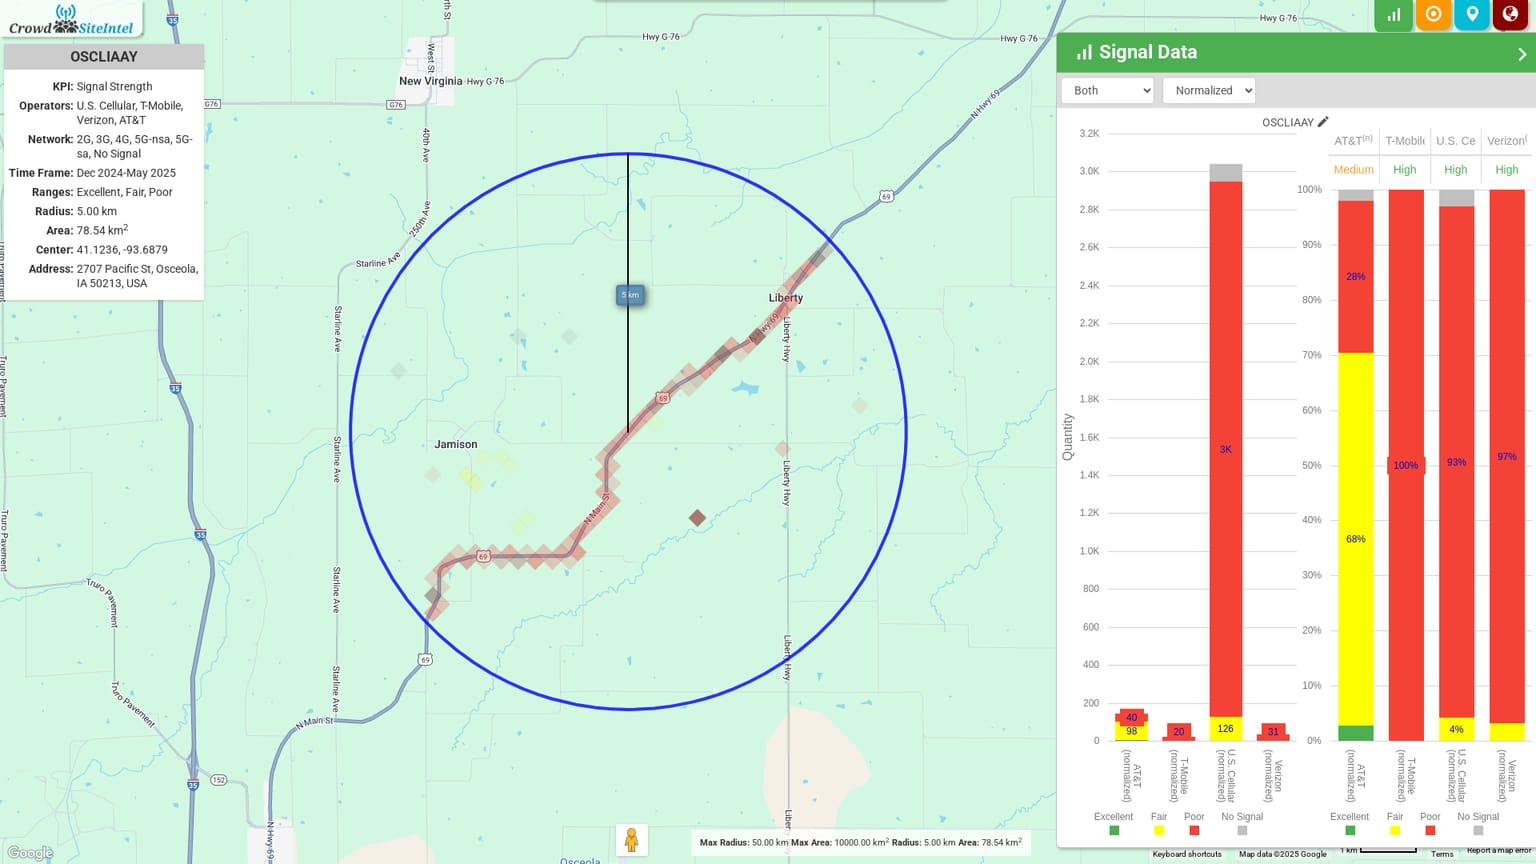 Crowd SiteIntel
OSCLIAAY
KPI: Signal Strength
Operators: U.S. Cellular, T-Mobile,
Verizon, AT&T
Network: 2G, 3G, 4G, 5G-nsa, 5G-
sa, No Signal
Time Frame: Dec 2024-May 2025
Ranges: Excellent, Fair, Poor
Radius: 5.00 km
Area: 78.54 km2
Center: 41.1236, -93.6879
Address: 2707 Pacific St, Osceola,
IA 50213, USA
35
th St
West St
New Virginia
Hwy G 76
Hwy G 76
Hwy G 76
Hwy G 76
G76
G76
40th Ave
250th Ave
Starline Ave
Starline Ave
Starline Ave
Starline Ave
Starline Ave
N Hwy 69
69
5 km
Liberty
Hwy 69
Liberty Hwy
Liberty Hwy
Liberty Hwy
Liber
69
Jamison
N Main St
69
69
N Main St
152
N Hwy 69
35
35
35
Truro Pavement
Truro Pavement
Truro Pavement
Truro Pavement
Truro Pavement
Osceola
Google
Max Radius: 50.00 km Max Area: 10000.00 km2 Radius: 5.00 km Area: 78.54 km2
Signal Data
Both
Normalized
OSCLIAAY
3.2K
3.0K
2.8K
2.6K
2.4K
2.2K
2.0K
1.8K
1.6K
1.4K
1.2K
1.0K
800
600
400
200
0
Quantity
40
98
20
3K
126
31
AT&T
(normalized)
T-Mobile
(normalized)
U.S. Cellular
(normalized)
Verizon
(normalized)
Excellent
Fair
Poor
No Signal
AT&T(n)
T-Mobile
U.S. Ce
Verizon(
Medium
High
High
High
100%
90%
80%
70%
60%
50%
40%
30%
20%
10%
0%
28%
68%
100%
93%
4%
97%
AT&T
(normalized)
T-Mobile
(normalized)
U.S. Cellular
(normalized)
Verizon
(normalized)
Excellent
Fair
Poor
No Signal
Keyboard shortcuts
Map data ©2025 Google
1 km
Terms
Report a map error